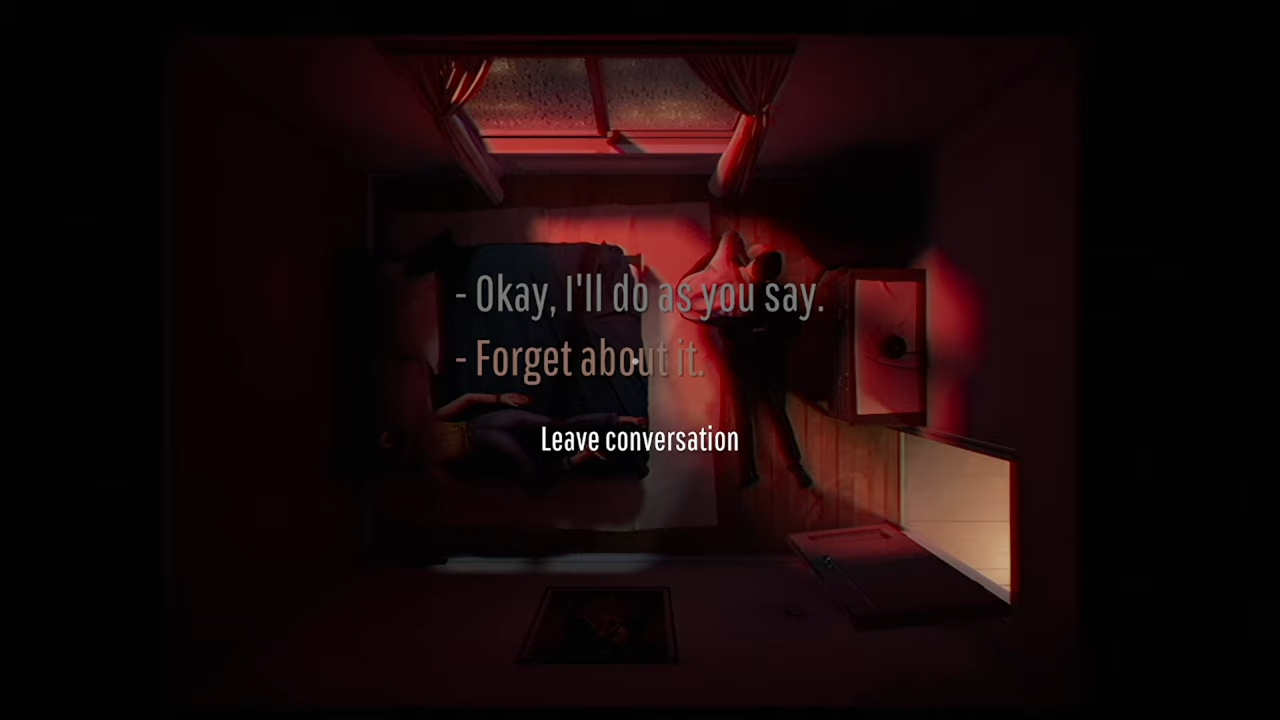 - Okay, I'll do as you say.
- Forget about it.
Leave conversation